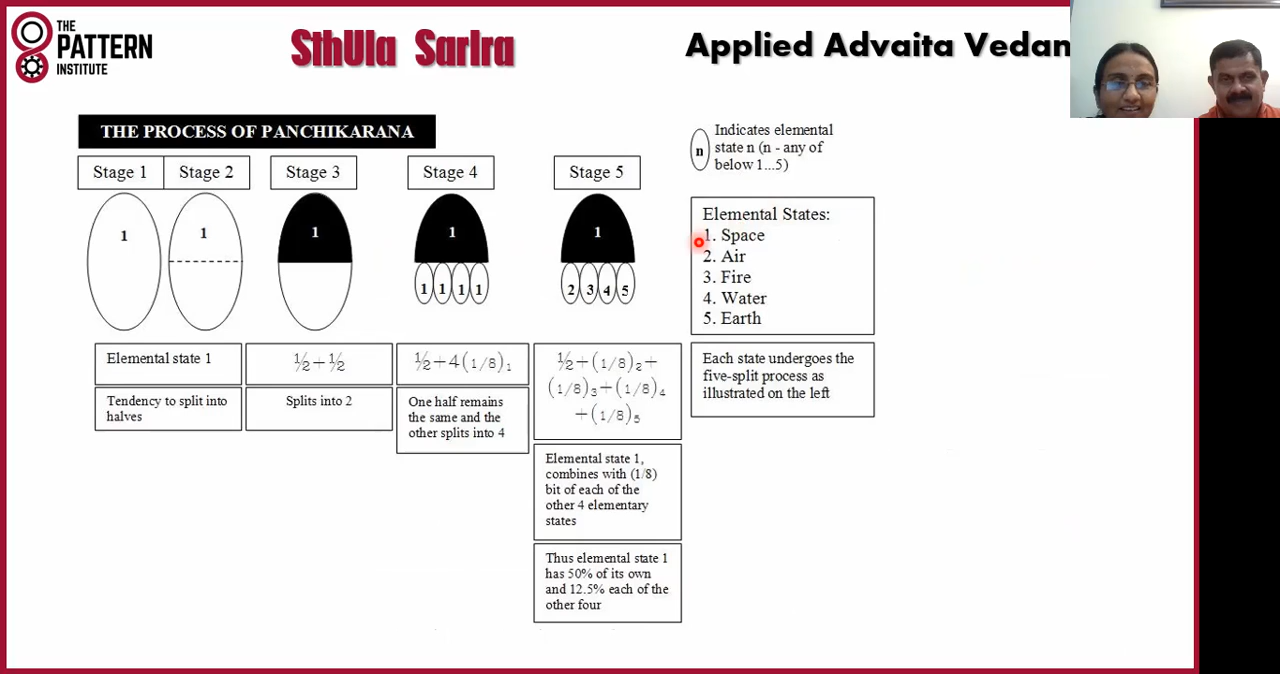 THE
PATTERN
INSTITUTE
SthUla SarIra
Applied Advaita Vedan
THE PROCESS OF PANCHIKARANA
Stage 1
Stage 2
Stage 3
Stage 4
Stage 5
1
1
1
1
1 1 1 1
1
2 3 4 5
n
Indicates elemental
state n (n - any of
below 1...5)
Elemental States:
1. Space
2. Air
3. Fire
4. Water
5. Earth
Each state undergoes the
five-split process as
illustrated on the left
Elemental state 1
Tendency to split into
halves
½+½
Splits into 2
½+4(1/8)₁
One half remains
the same and the
other splits into 4
½+(1/8)₂+
(1/8)₃+(1/8)₄
+(1/8)₅
Elemental state 1,
combines with (1/8)
bit of each of the
other 4 elementary
states
Thus elemental state 1
has 50% of its own
and 12.5% each of the
other four